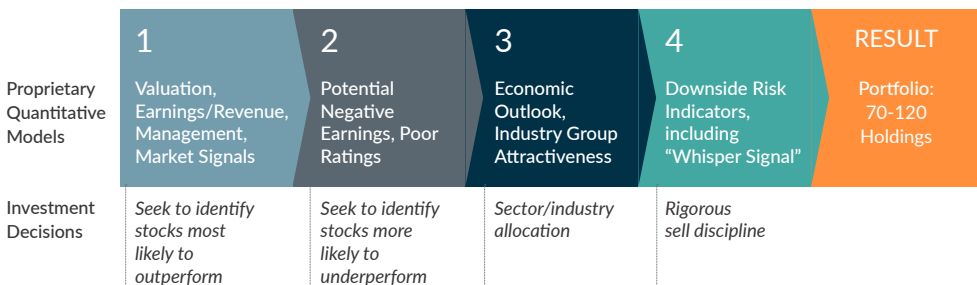 1
2
3
4
RESULT
Proprietary
Quantitative
Models
Valuation,
Earnings/Revenue,
Management,
Market Signals
Potential
Negative
Earnings, Poor
Ratings
Economic
Outlook,
Industry Group
Attractiveness
Downside Risk
Indicators,
including
“Whisper Signal”
Portfolio:
70-120
Holdings
Investment
Decisions
Seek to identify
stocks most
likely to
outperform
Seek to identify
stocks more
likely to
underperform
Sector/industry
allocation
Rigorous
sell discipline